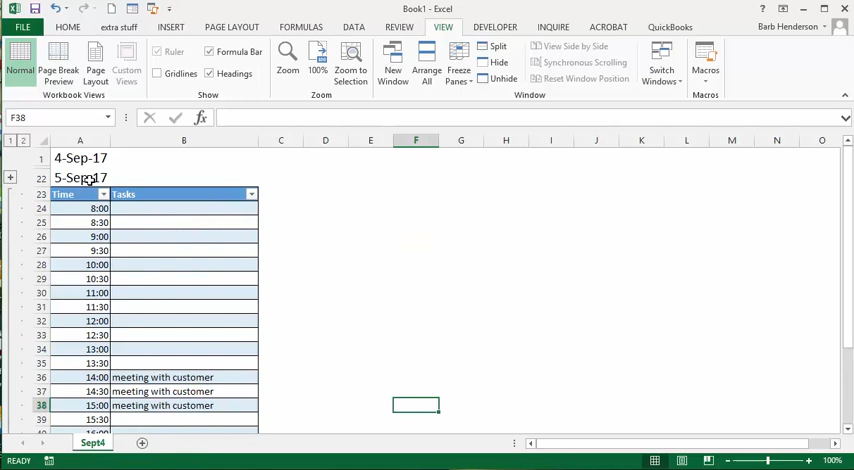 Book1 - Excel
FILE HOME extra stuff INSERT PAGE LAYOUT FORMULAS DATA REVIEW VIEW DEVELOPER INQUIRE ACROBAT QuickBooks Barb Henderson
Normal Page Break Preview Page Layout Custom Views
Workbook Views
Ruler Formula Bar
Gridlines Headings
Show
Zoom 100% Zoom to Selection
Zoom
New Window Arrange All Freeze Panes
Split
Hide
Unhide
View Side by Side
Synchronous Scrolling
Reset Window Position
Window
Switch Windows
Macros
Macros
F38 fx
1 2 A B C D E F G H I J K L M N O
1 4-Sep-17
22 5-Sep-17
23 Time Tasks
24 8:00
25 8:30
26 9:00
27 9:30
28 10:00
29 10:30
30 11:00
31 11:30
32 12:00
33 12:30
34 13:00
35 13:30
36 14:00 meeting with customer
37 14:30 meeting with customer
38 15:00 meeting with customer
39 15:30
40 16:00
Sept4
READY 100%